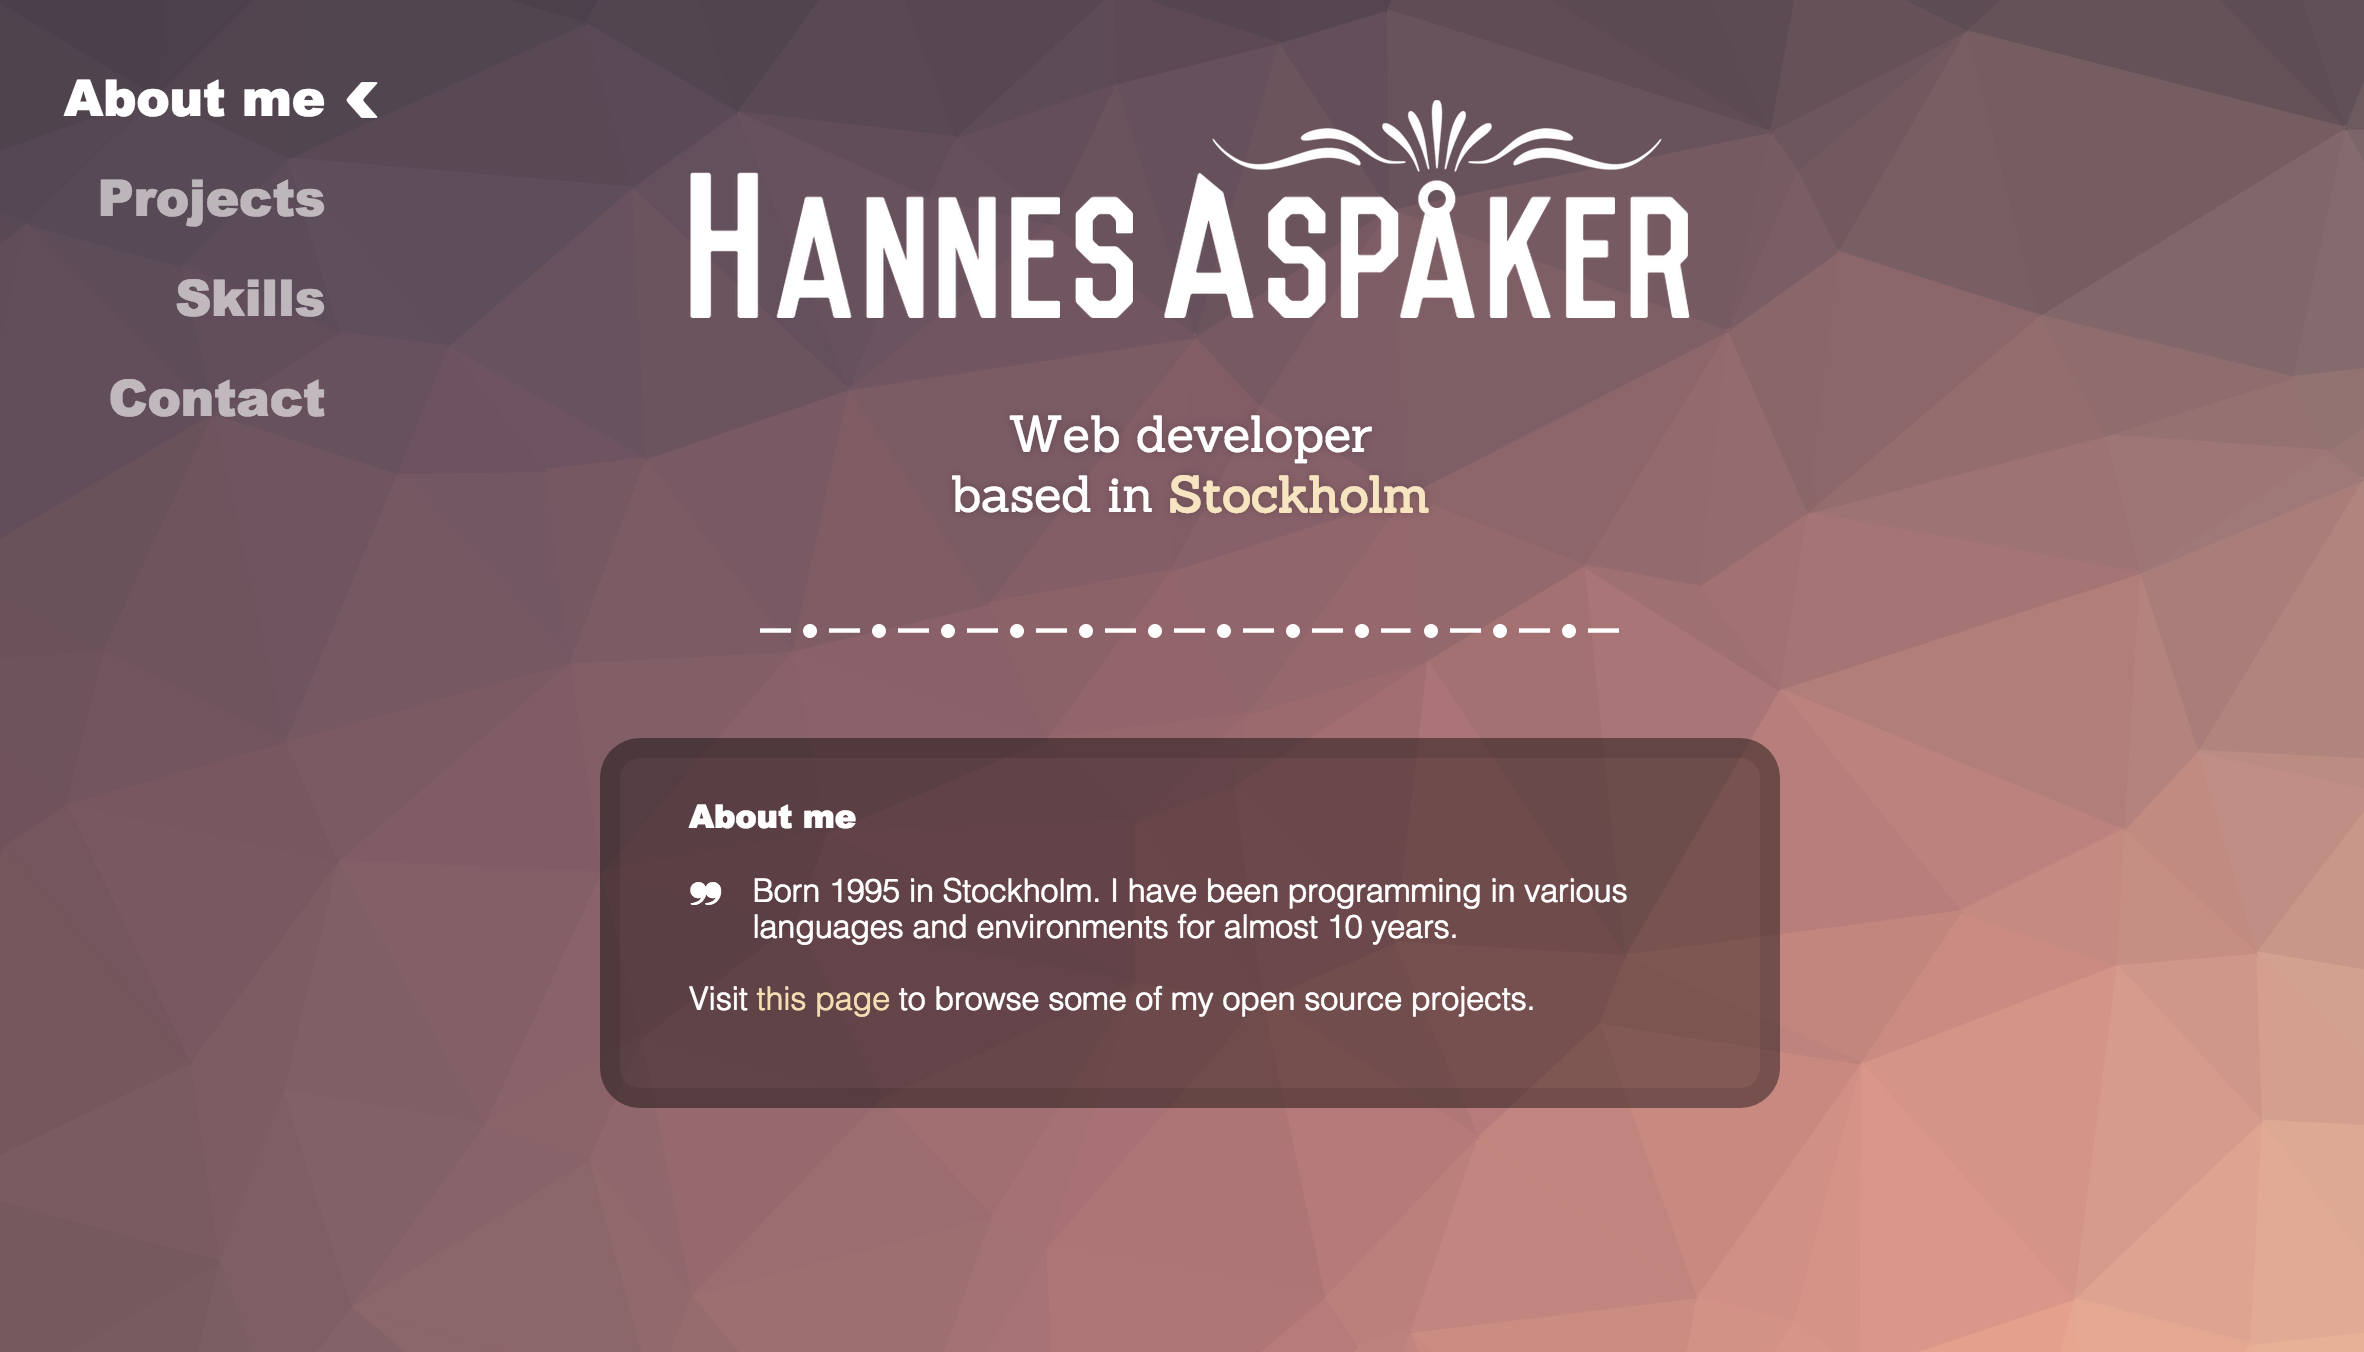 About me
Projects
Skills
Contact
HANNES ASPÅKER
Web developer
based in Stockholm
About me
Born 1995 in Stockholm. I have been programming in various
languages and environments for almost 10 years.
Visit this page to browse some of my open source projects.